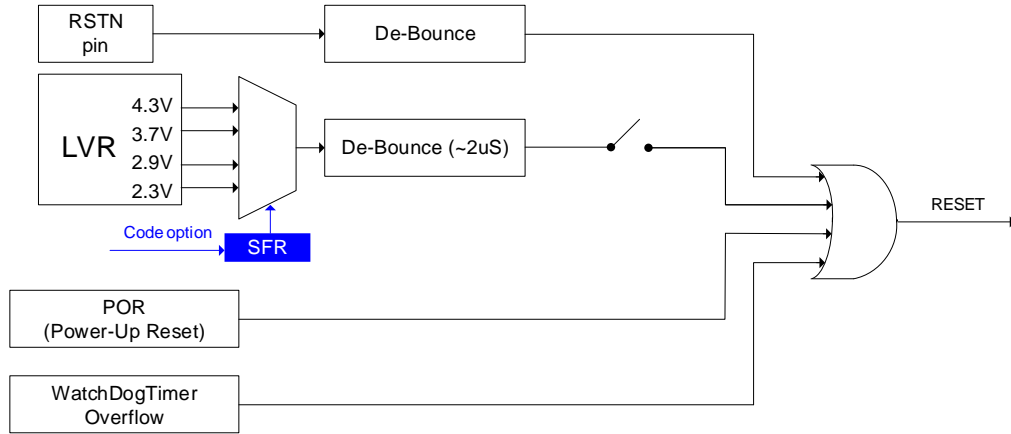 RSTN
pin
De-Bounce
LVR
4.3V
3.7V
2.9V
2.3V
De-Bounce (~2uS)
RESET
Code option
SFR
POR
(Power-Up Reset)
WatchDogTimer
Overflow